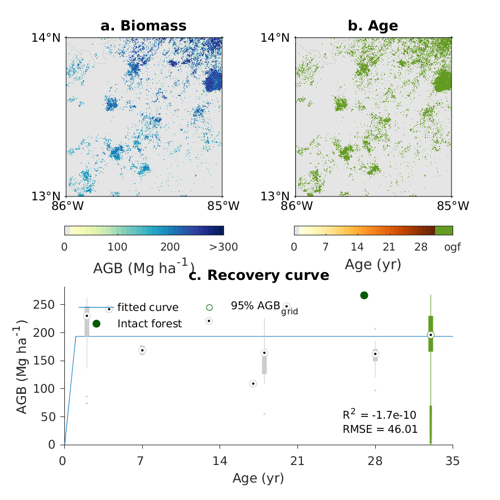 a. Biomass
b. Age
14°N
13°N
86°W
85°W
14°N
13°N
86°W
85°W
0 100 200 >300
AGB (Mg ha⁻¹)
0 7 14 21 28 ogf
Age (yr)
c. Recovery curve
fitted curve
Intact forest
95% AGB_grid
R² = -1.7e-10
RMSE = 46.01
AGB (Mg ha⁻¹)
250
200
150
100
50
0
0 7 14 21 28 35
Age (yr)